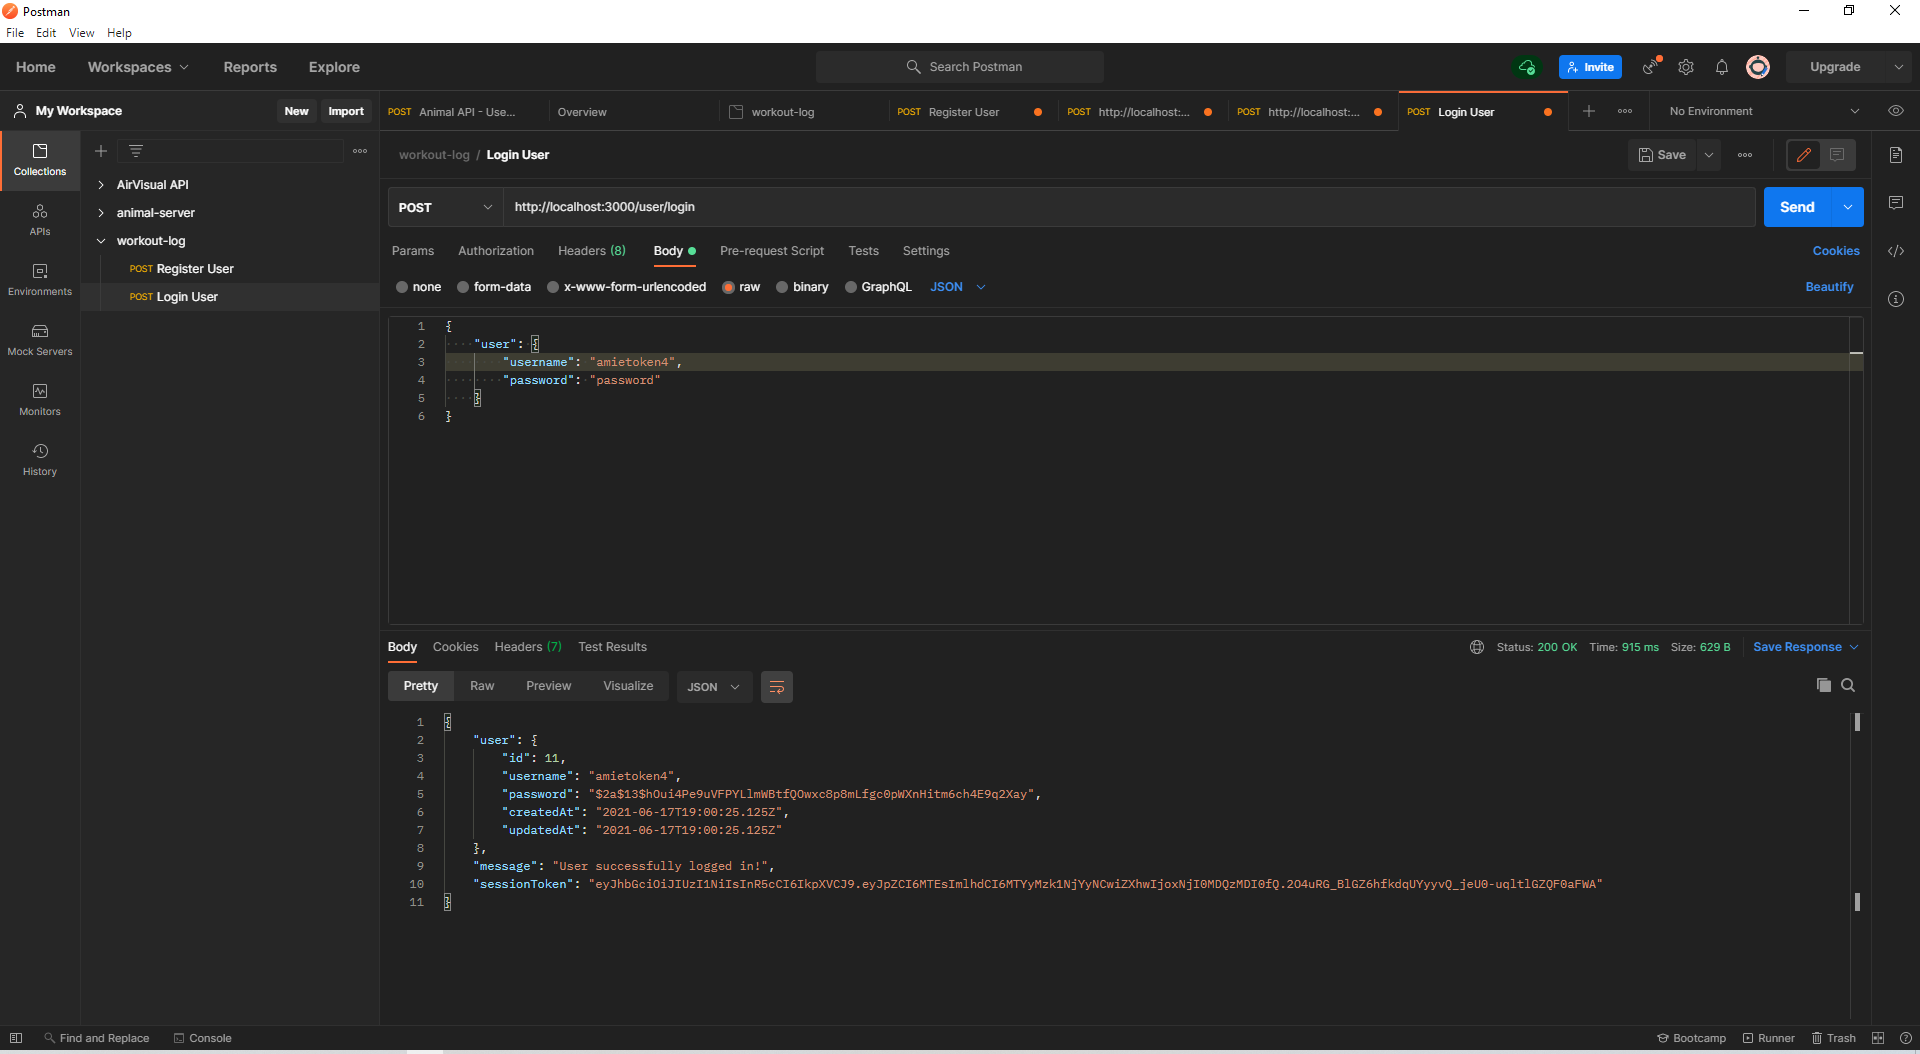 Postman
File Edit View Help
Home Workspaces Reports Explore Search Postman Invite Upgrade
My Workspace New Import
POST Animal API - Use... Overview workout-log POST Register User POST http://localhost:... POST http://localhost:... POST Login User No Environment
Collections
APIs
Environments
Mock Servers
Monitors
History
AirVisual API
animal-server
workout-log
POST Register User
POST Login User
workout-log / Login User Save
POST http://localhost:3000/user/login Send
Params Authorization Headers (8) Body Pre-request Script Tests Settings Cookies
none form-data x-www-form-urlencoded raw binary GraphQL JSON Beautify
1 {
2 "user": {
3 "username": "amietoken4",
4 "password": "password"
5 }
6 }
Body Cookies Headers (7) Test Results Status: 200 OK Time: 915 ms Size: 629 B Save Response
Pretty Raw Preview Visualize JSON
1 {
2 "user": {
3 "id": 11,
4 "username": "amietoken4",
5 "password": "$2a$13$hOui4Pe9uVFPYLlmWBtfQOwxc8p8mLfgc0pWXnHitm6ch4E9q2Xay",
6 "createdAt": "2021-06-17T19:00:25.125Z",
7 "updatedAt": "2021-06-17T19:00:25.125Z"
8 },
9 "message": "User successfully logged in!",
10 "sessionToken": "eyJhbGciOiJIUzI1NiIsInR5cCI6IkpXVCJ9.eyJpZCI6MTEsImlhdCI6MTYyMzk1NjYyNCwiZXhwIjoxNjI0MDQzMDI0fQ.2O4uRG_BlGZ6hfkdqUYyyvQ_jeU0-uqltlGZQF0aFWA"
11 }
Find and Replace Console Bootcamp Runner Trash